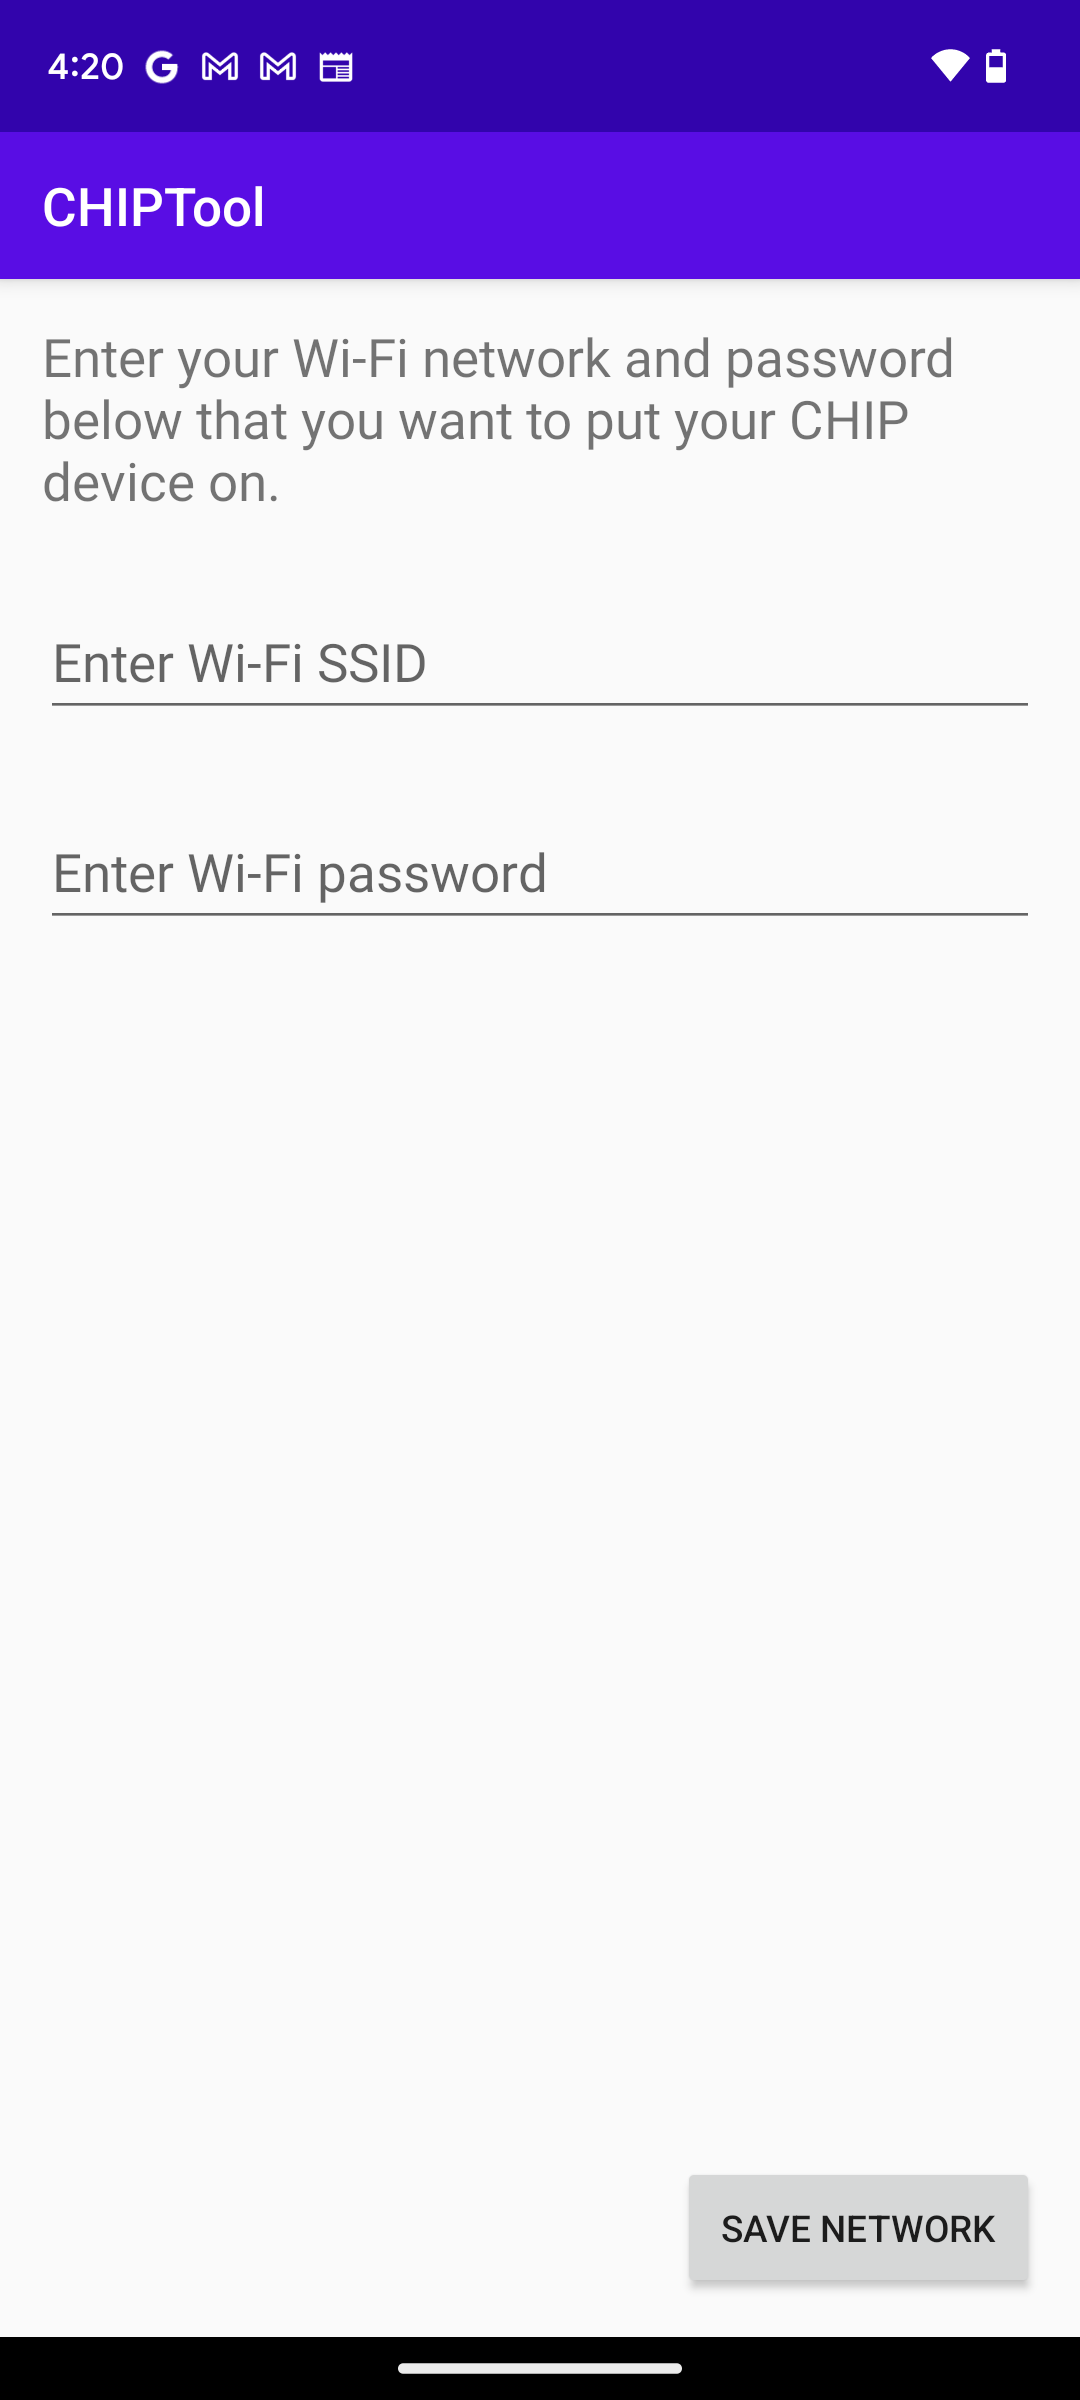 4:20
CHIPTool
Enter your Wi-Fi network and password
below that you want to put your CHIP
device on.
Enter Wi-Fi SSID
Enter Wi-Fi password
SAVE NETWORK